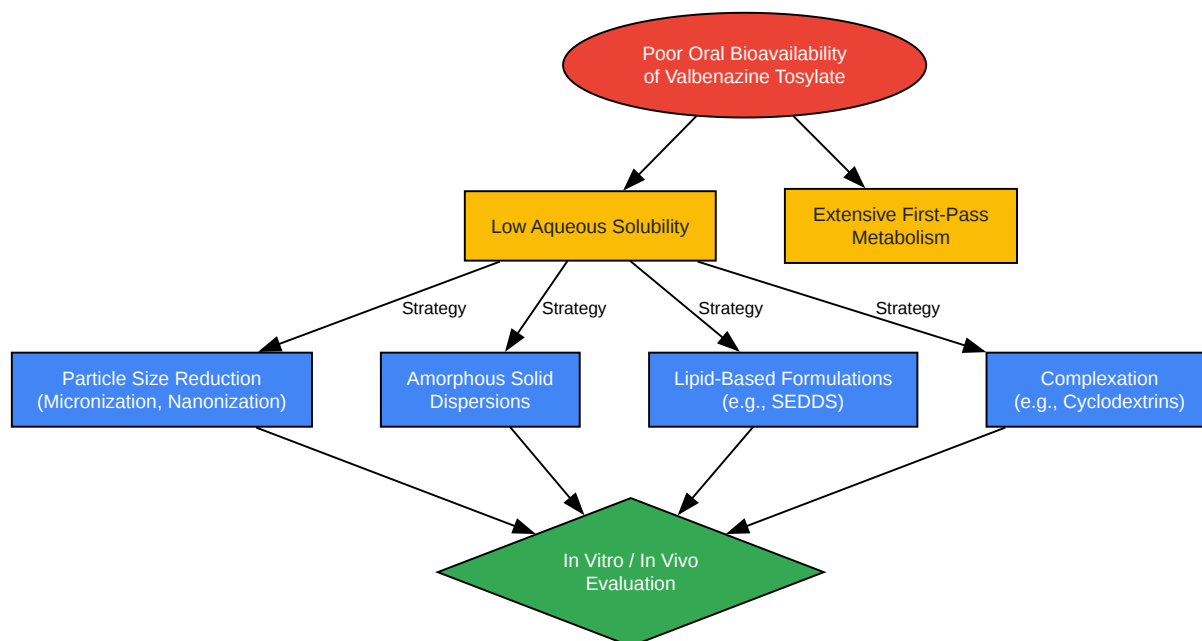 Poor Oral Bioavailability
of Valbenazine Tosylate
Low Aqueous Solubility
Extensive First-Pass
Metabolism
Strategy
Strategy
Strategy
Strategy
Particle Size Reduction
(Micronization, Nanonization)
Amorphous Solid
Dispersions
Lipid-Based Formulations
(e.g., SEDDS)
Complexation
(e.g., Cyclodextrins)
In Vitro / In Vivo
Evaluation